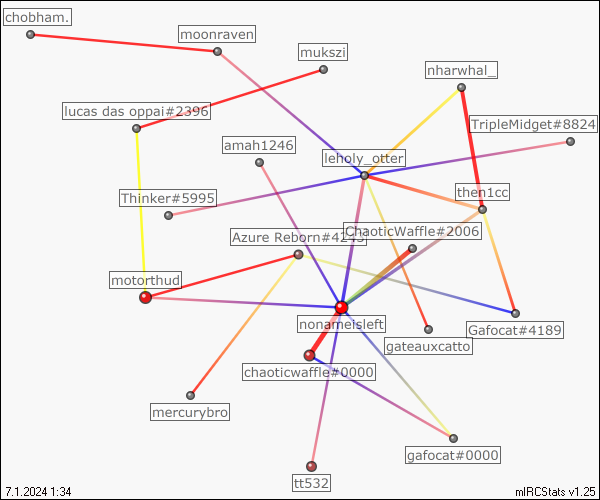 chobham.
moonraven
mukszi
nharwhal_
lucas das oppai#2396
TripleMidget#8824
amah1246
leholy_otter
Thinker#5995
then1cc
ChaoticWaffle#2006
Azure Reborn#4243
motorthud
nonameisleft
Gafocat#4189
gateauxcatto
chaoticwaffle#0000
mercurybro
gafocat#0000
tt532
7.1.2024 1:34
mIRCStats v1.25